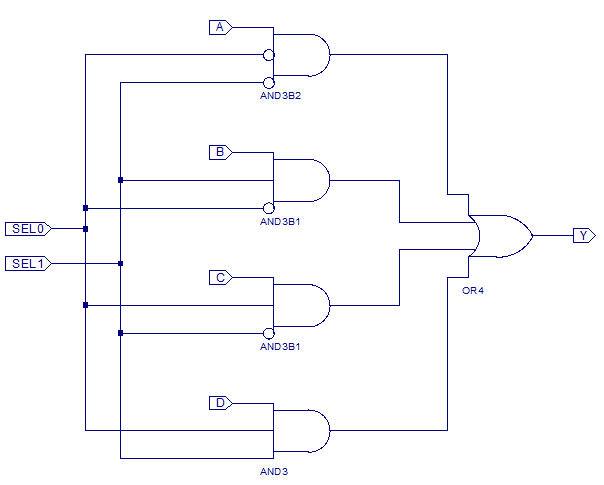 A
AND3B2
B
AND3B1
SEL0
SEL1
Y
C
OR4
AND3B1
D
AND3